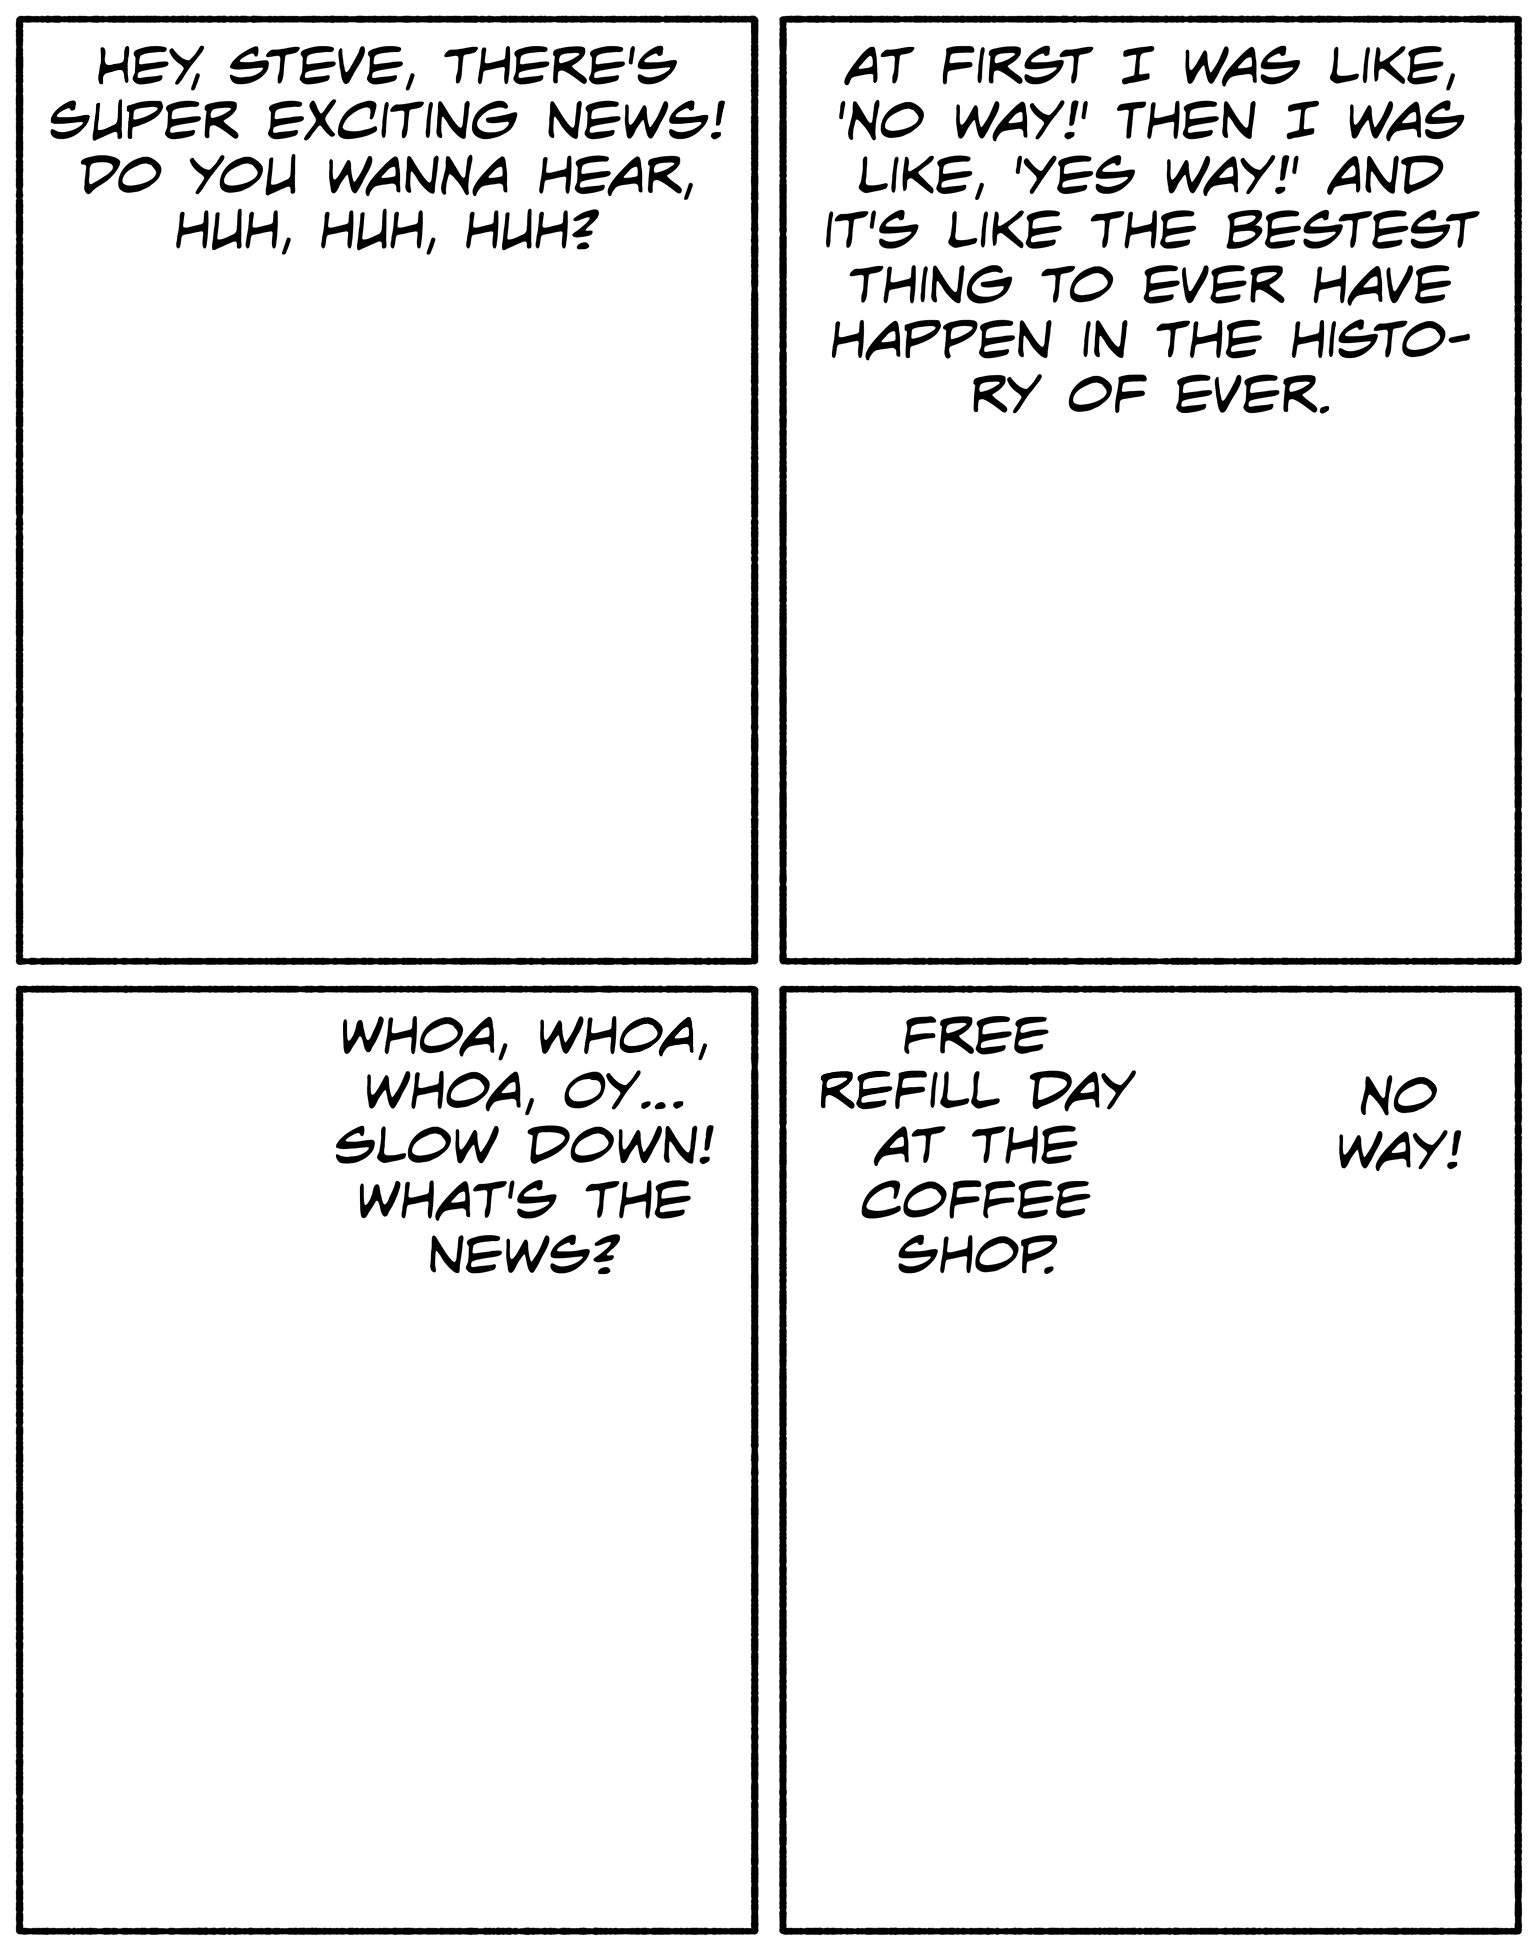 HEY, STEVE, THERE'S
SUPER EXCITING NEWS!
DO YOU WANNA HEAR,
HUH, HUH, HUH?
AT FIRST I WAS LIKE,
'NO WAY!' THEN I WAS
LIKE, 'YES WAY!' AND
IT'S LIKE THE BESTEST
THING TO EVER HAVE
HAPPEN IN THE HISTO-
RY OF EVER.
WHOA, WHOA,
WHOA, OY...
SLOW DOWN!
WHAT'S THE
NEWS?
FREE
REFILL DAY
AT THE
COFFEE
SHOP.
NO
WAY!